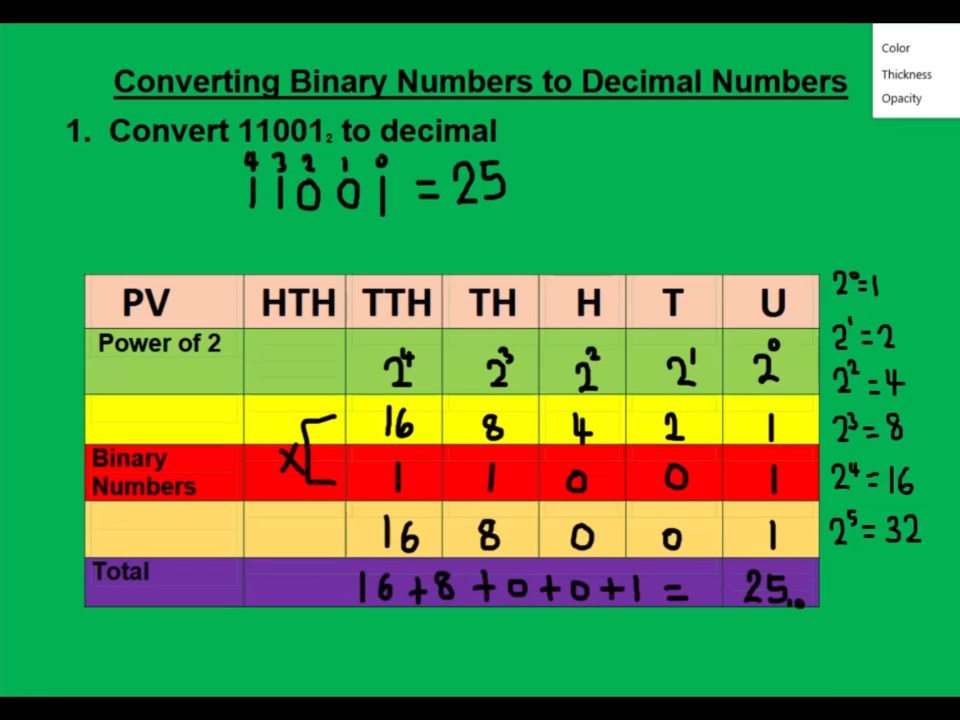 Color
Thickness
Opacity
Converting Binary Numbers to Decimal Numbers
1. Convert 11001₂ to decimal
4 3 2 1 0
1 1 0 0 1 = 25
PV HTH TTH TH H T U
Power of 2 2⁴ 2³ 2² 2¹ 2⁰
16 8 4 2 1
x
Binary Numbers 1 1 0 0 1
16 8 0 0 1
Total 16 + 8 + 0 + 0 + 1 = 25₁₀
2⁰ = 1
2¹ = 2
2² = 4
2³ = 8
2⁴ = 16
2⁵ = 32